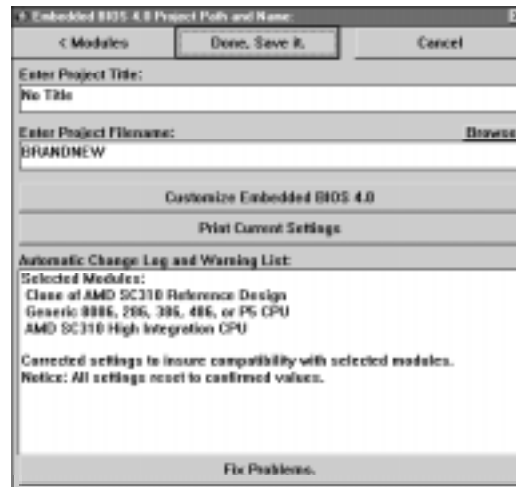 Embedded BIOS 4.0 Project Path and Name:
< Modules
Done, Save it.
Cancel
Enter Project Title:
No Title
Enter Project Filename:
Browse
BRANDNEW
Customize Embedded BIOS 4.0
Print Current Settings
Automatic Change Log and Warning List:
Selected Modules:
Clone of AMD SC310 Reference Design
Generic 8086, 286, 386, 486, or P5 CPU
AMD SC310 High Integration CPU
Corrected settings to insure compatibility with selected modules.
Notice: All settings reset to confirmed values.
Fix Problems.